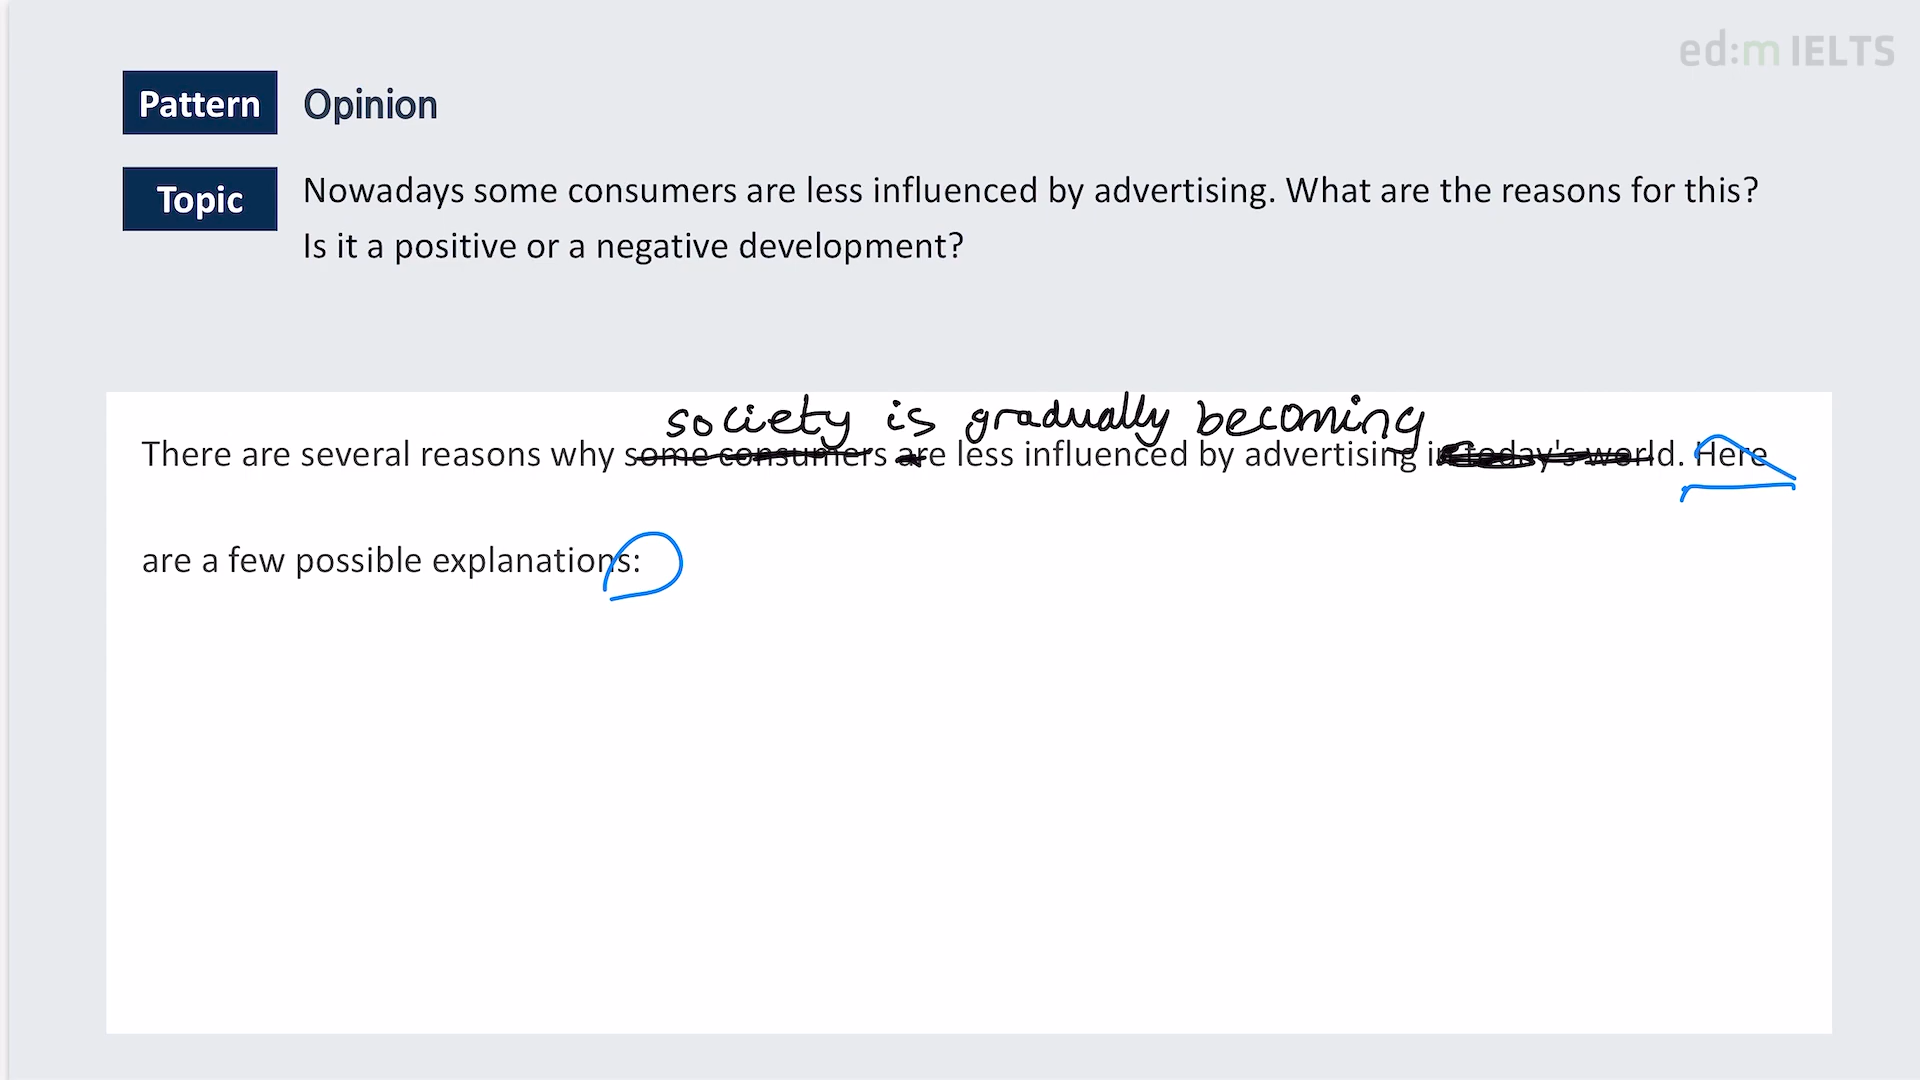 ed:m IELTS
Pattern Opinion
Topic Nowadays some consumers are less influenced by advertising. What are the reasons for this?
Is it a positive or a negative development?
society is gradually becoming
There are several reasons why some consumers are less influenced by advertising in today's world. Here
are a few possible explanations: